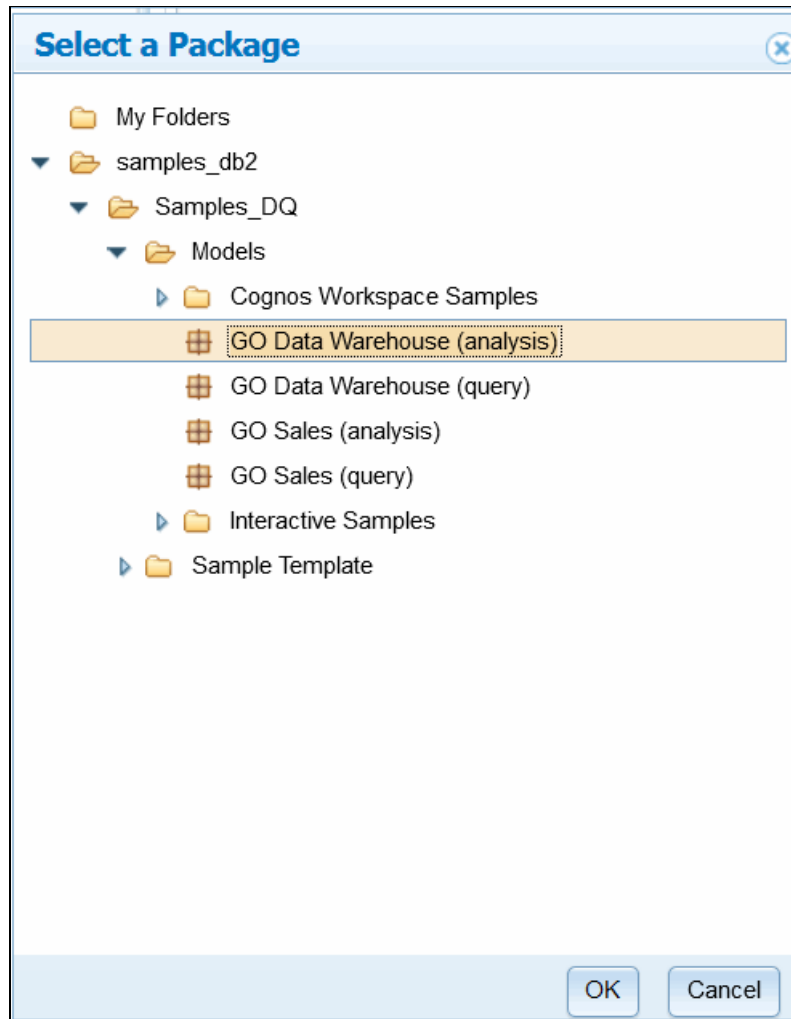 Select a Package
My Folders
samples_db2
Samples_DQ
Models
Cognos Workspace Samples
GO Data Warehouse (analysis)
GO Data Warehouse (query)
GO Sales (analysis)
GO Sales (query)
Interactive Samples
Sample Template
OK Cancel